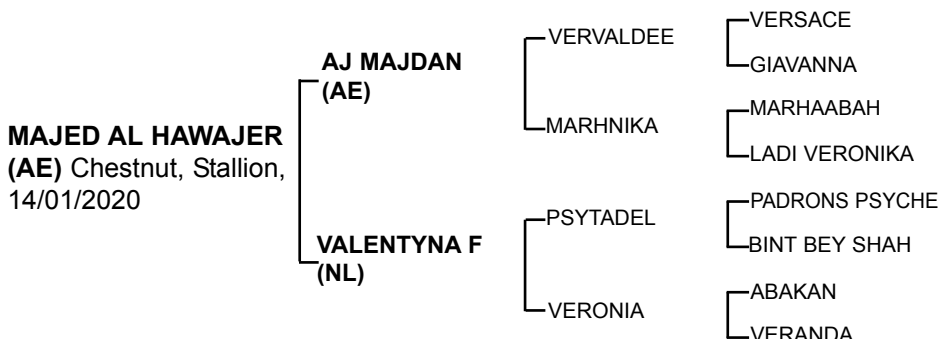 MAJED AL HAWAJER
(AE) Chestnut, Stallion,
14/01/2020
AJ MAJDAN
(AE)
VALENTYNA F
(NL)
VERVALDEE
MARHNIKA
PSYTADEL
VERONIA
VERSACE
GIAVANNA
MARHAABAH
LADI VERONIKA
PADRONS PSYCHE
BINT BEY SHAH
ABAKAN
VERANDA